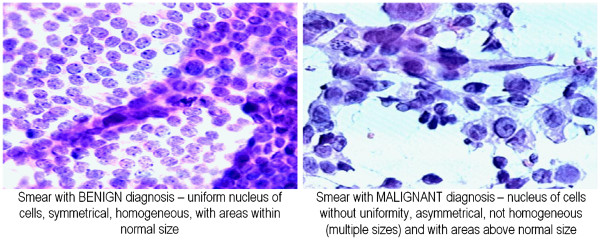 Smear with BENIGN diagnosis – uniform nucleus of
cells, symmetrical, homogeneous, with areas within
normal size
Smear with MALIGNANT diagnosis – nucleus of cells
without uniformity, asymmetrical, not homogeneous
(multiple sizes) and with areas above normal size